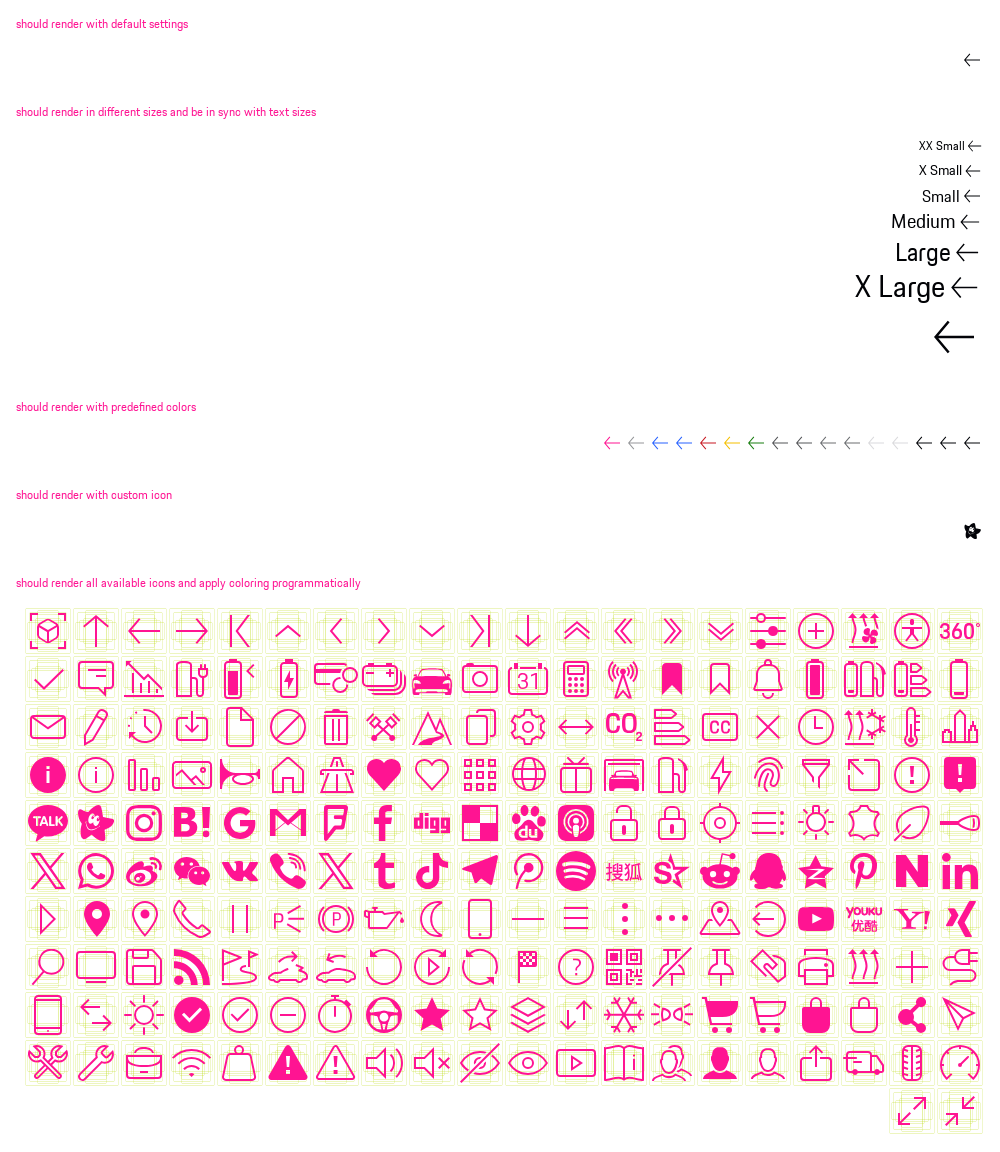 should render with default settings
should render in different sizes and be in sync with text sizes
XX Small
X Small
Small
Medium
Large
X Large
should render with predefined colors
should render with custom icon
should render all available icons and apply coloring programmatically
360°
31
CO2
CC
TALK
B!
G
digg
du
搜狐
S
N
in
P
P
YOUKU
优酷
Y!
?